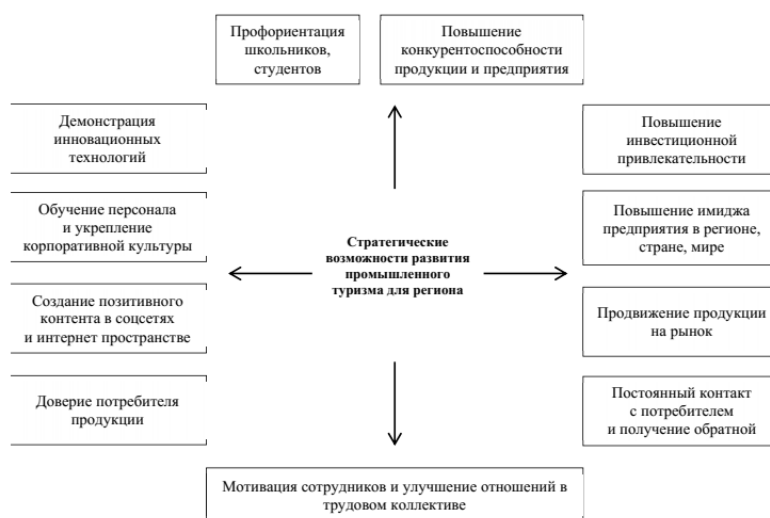 Профориентация
школьников,
студентов
Повышение
конкурентоспособности
продукции и предприятия
Демонстрация
инновационных
технологий
Обучение персонала
и укрепление
корпоративной культуры
Создание позитивного
контента в соцсетях
и интернет пространстве
Доверие потребителя
продукции
Стратегические
возможности развития
промышленного
туризма для региона
Повышение
инвестиционной
привлекательности
Повышение имиджа
предприятия в регионе,
стране, мире
Продвижение продукции
на рынок
Постоянный контакт
с потребителем
и получение обратной
Мотивация сотрудников и улучшение отношений в
трудовом коллективе